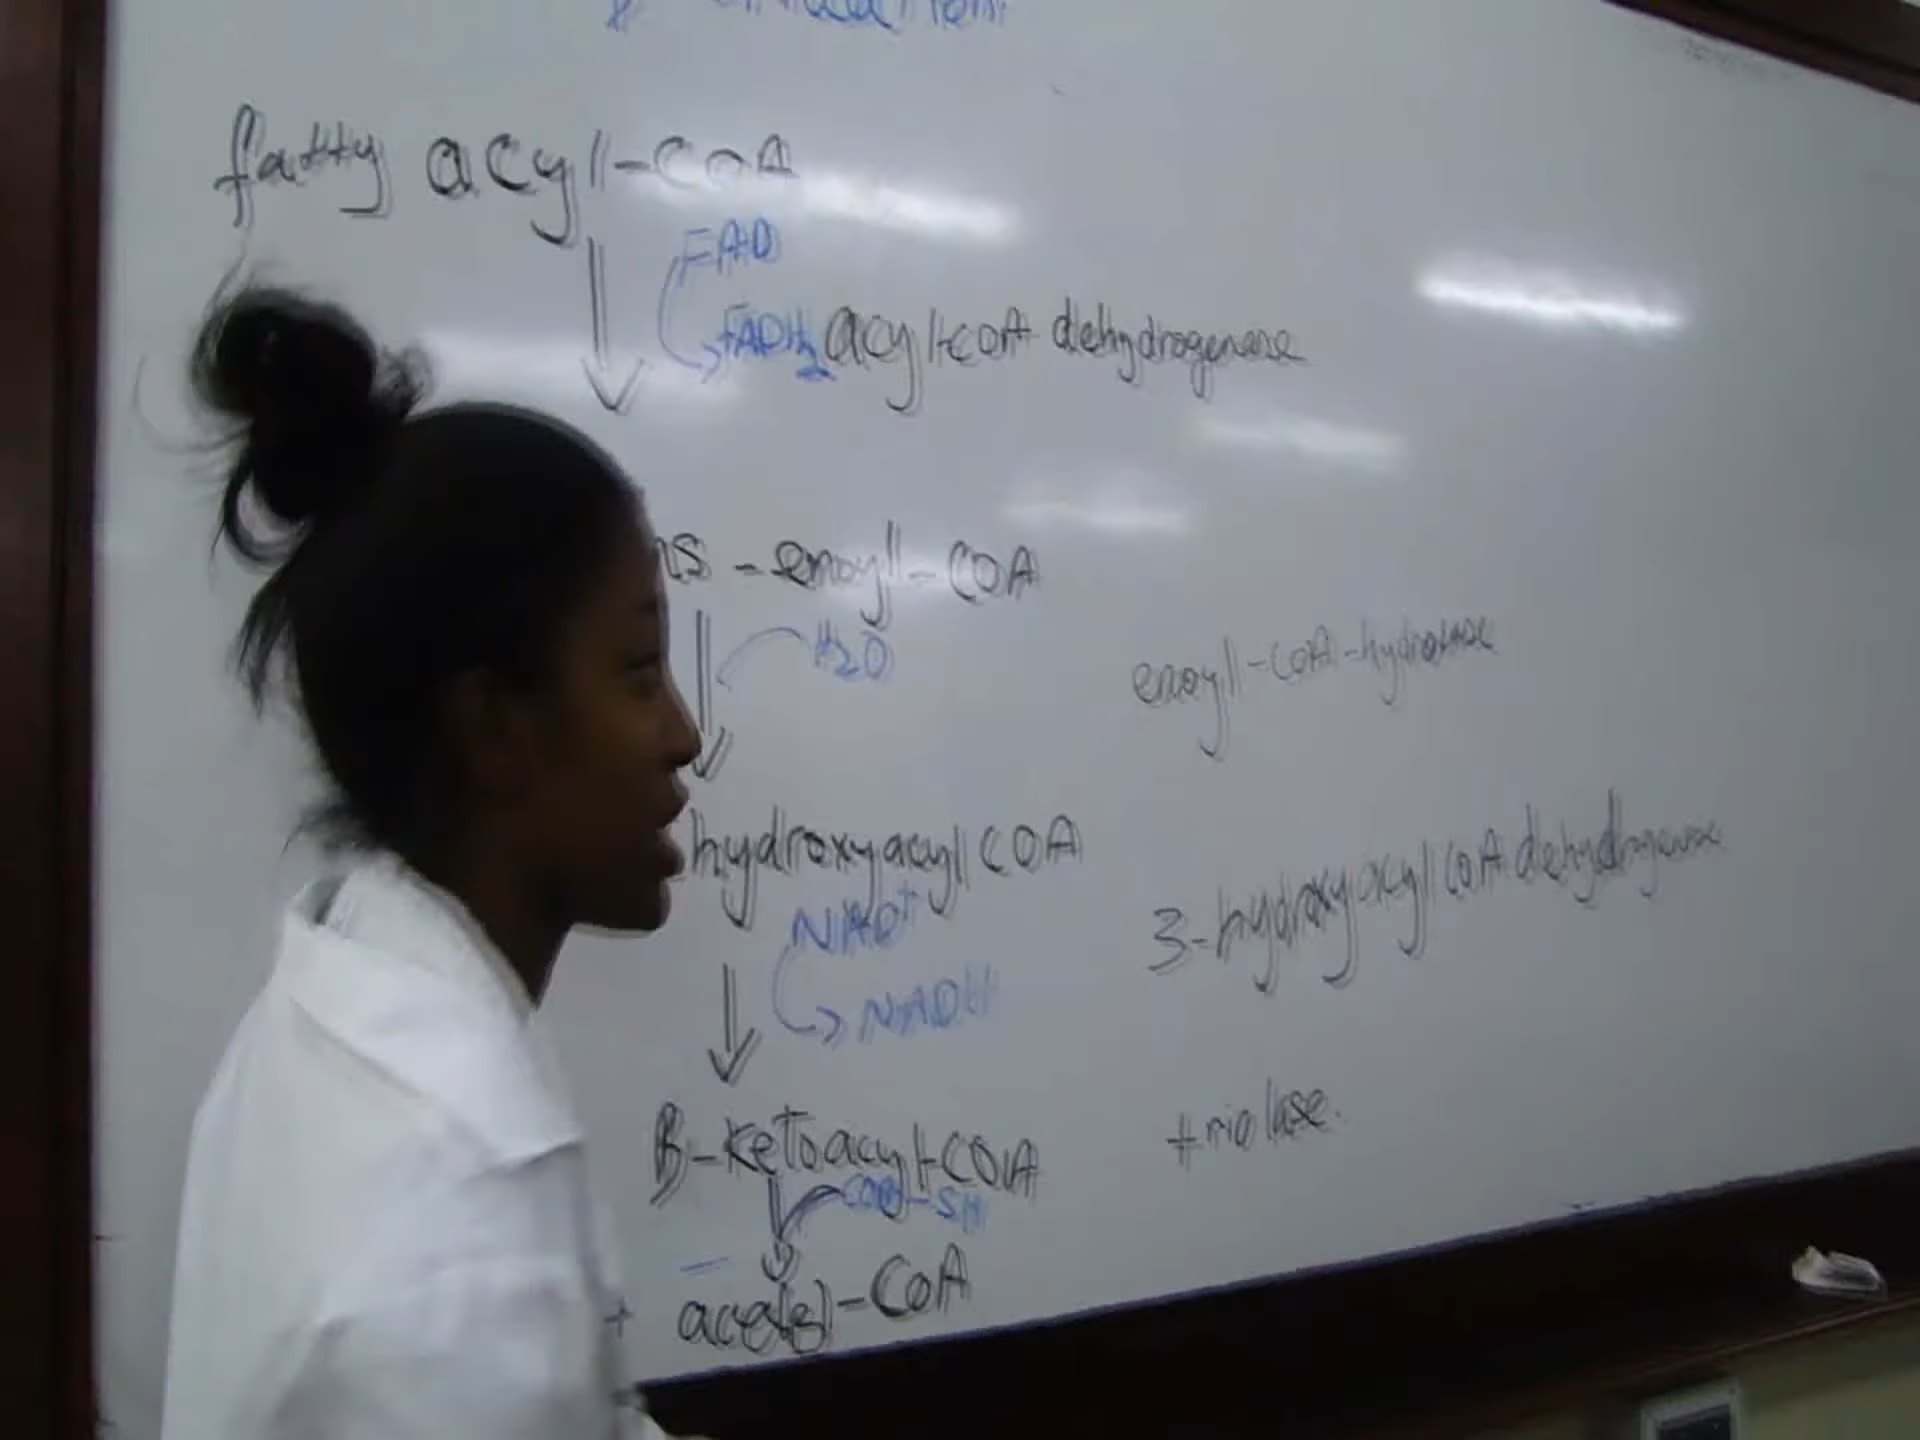 fatty acyl-COA
FAD
FADH2 acyl-COA dehydrogenase
ns-enoyl-COA
H2O
enoyl-COA-hydratase
hydroxyacyl COA
3-hydroxyacyl COA dehydrogenase
NAD+
NADH
B-Ketoacyl-COA
COA-SH
+ acetyl-CoA